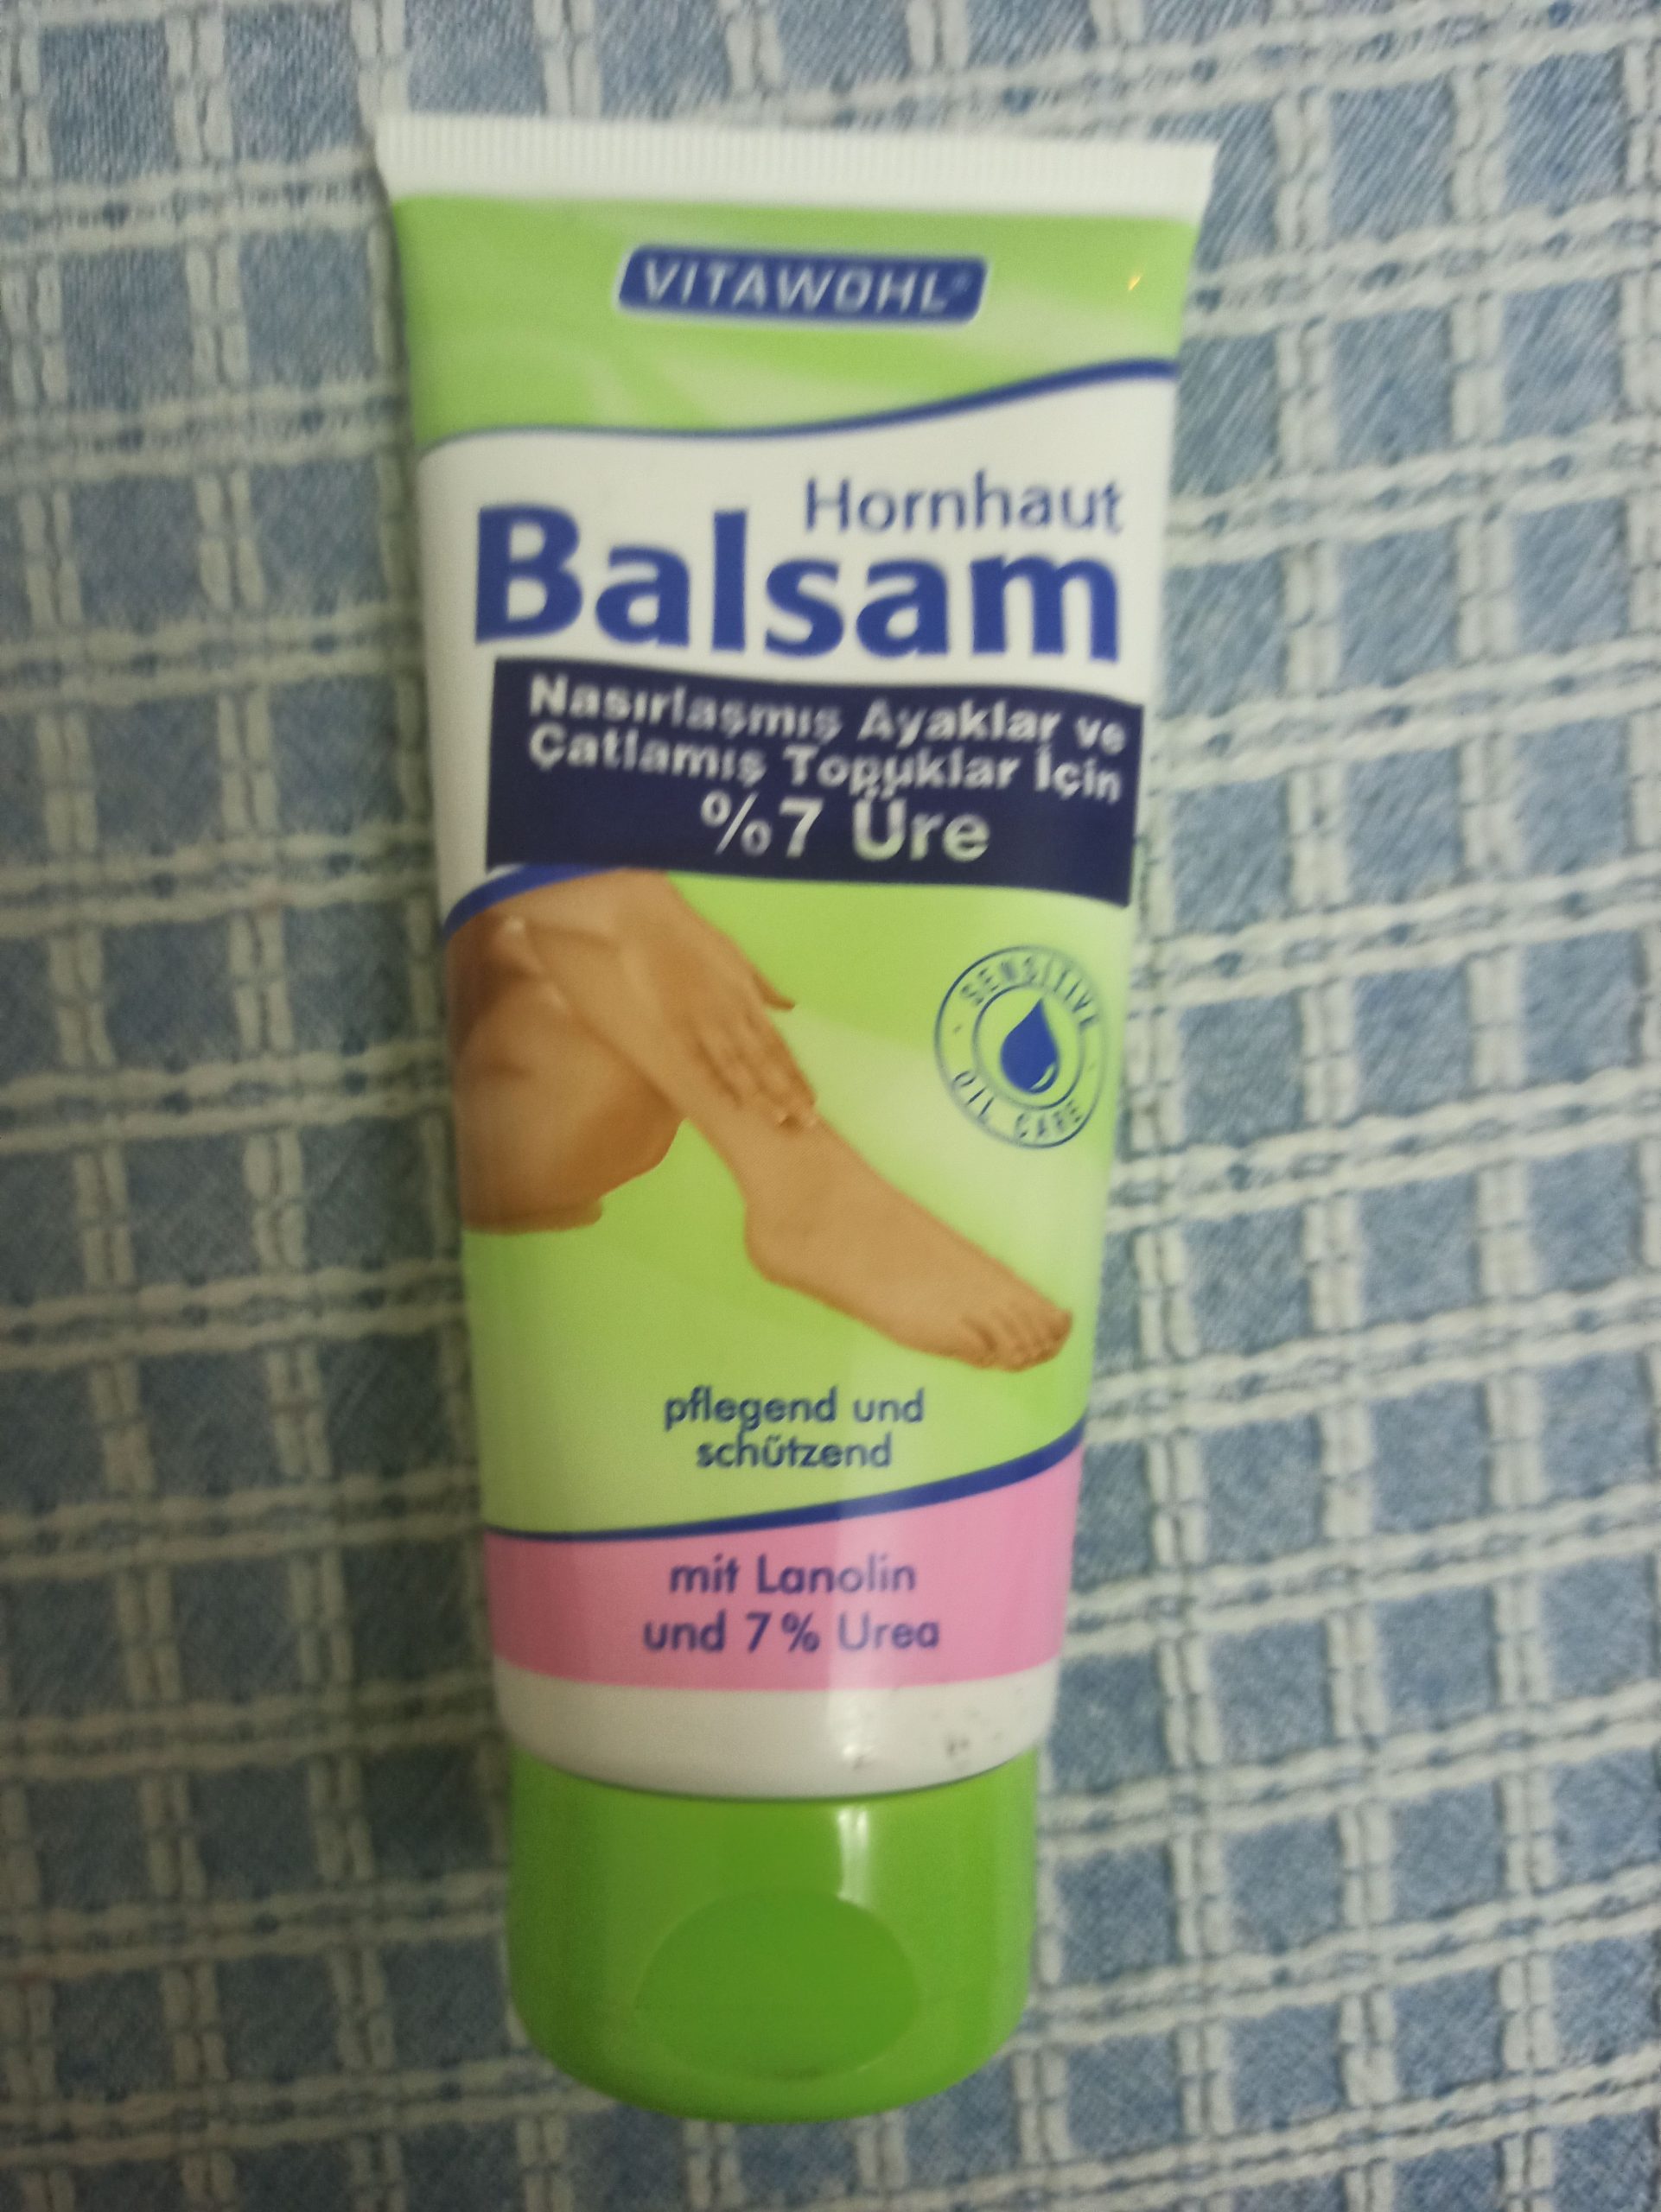 VITAWOHL®
Hornhaut
Balsam
Nasırlaşmış Ayaklar ve
Çatlamış Topuklar İçin
%7 Üre
SENSITIVE
OIL CARE
pflegend und
schützend
mit Lanolin
und 7% Urea